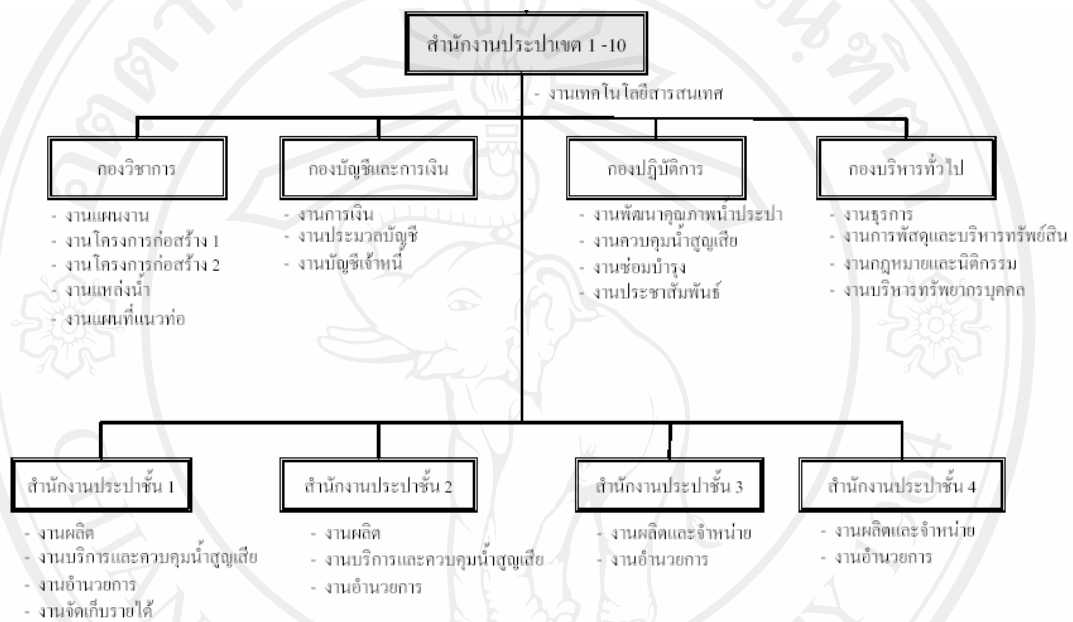 สำนักงานประปาเขต 1 -10
- งานเทคโนโลยีสารสนเทศ
กองวิชาการ
- งานแผนงาน
- งานโครงการก่อสร้าง 1
- งานโครงการก่อสร้าง 2
- งานแหล่งน้ำ
- งานแผนที่แนวท่อ
กองบัญชีและการเงิน
- งานการเงิน
- งานประมวลบัญชี
- งานบัญชีเจ้าหนี้
กองปฏิบัติการ
- งานพัฒนาคุณภาพน้ำประปา
- งานควบคุมน้ำสูญเสีย
- งานซ่อมบำรุง
- งานประชาสัมพันธ์
กองบริหารทั่วไป
- งานธุรการ
- งานการพัสดุและบริหารทรัพย์สิน
- งานกฎหมายและนิติกรรม
- งานบริหารทรัพยากรบุคคล
สำนักงานประปาชั้น 1
- งานผลิต
- งานบริการและควบคุมน้ำสูญเสีย
- งานอำนวยการ
- งานจัดเก็บรายได้
สำนักงานประปาชั้น 2
- งานผลิต
- งานบริการและควบคุมน้ำสูญเสีย
- งานอำนวยการ
สำนักงานประปาชั้น 3
- งานผลิตและจำหน่าย
- งานอำนวยการ
สำนักงานประปาชั้น 4
- งานผลิตและจำหน่าย
- งานอำนวยการ